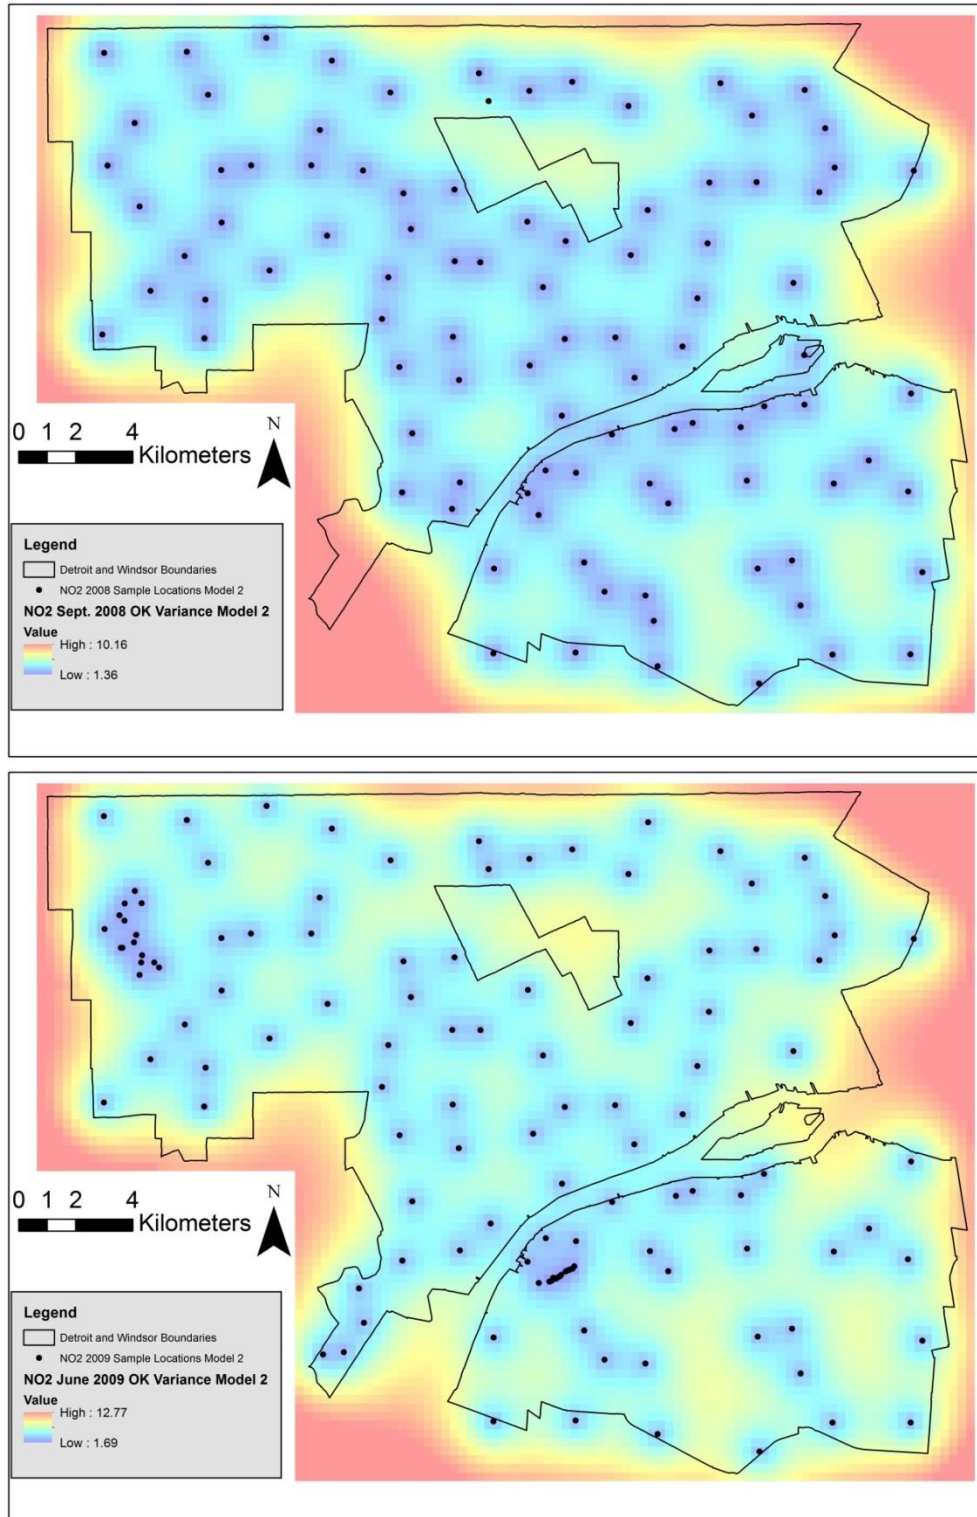 N
0 1 2 4
Kilometers
Legend
Detroit and Windsor Boundaries
NO2 2008 Sample Locations Model 2
NO2 Sept. 2008 OK Variance Model 2
Value
High : 10.16
Low : 1.36
N
0 1 2 4
Kilometers
Legend
Detroit and Windsor Boundaries
NO2 2009 Sample Locations Model 2
NO2 June 2009 OK Variance Model 2
Value
High : 12.77
Low : 1.69